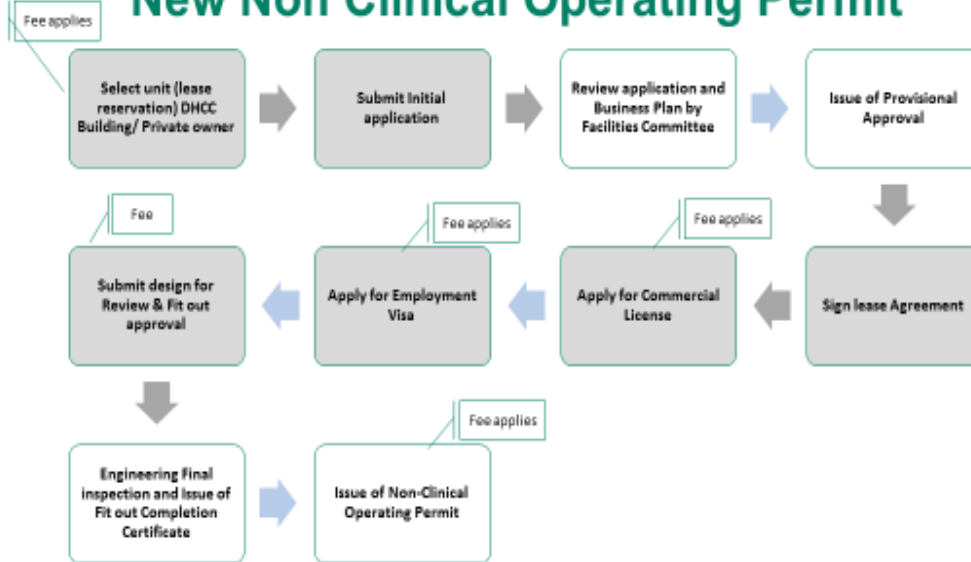 New Non Clinical Operating Permit
Fee applies
Select unit (lease
reservation) DHCC
Building/ Private owner
Submit Initial
application
Review application and
Business Plan by
Facilities Committee
Issue of Provisional
Approval
Fee
Fee applies
Fee applies
Submit design for
Review & Fit out
approval
Apply for Employment
Visa
Apply for Commercial
License
Sign lease Agreement
Fee applies
Engineering Final
inspection and Issue of
Fit out Completion
Certificate
Issue of Non-Clinical
Operating Permit